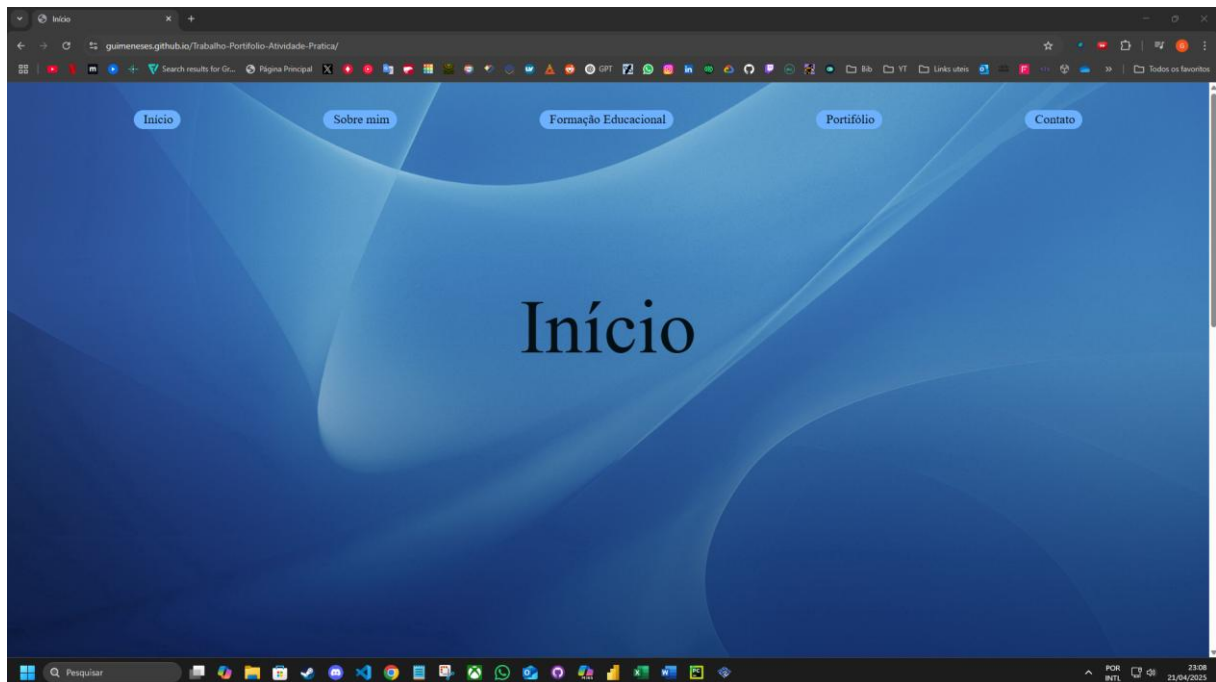 Início
guimeneses.github.io/Trabalho-Portifolio-Atividade-Pratica/
Search results for Gr... Página Principal GPT Bib YT Links uteis Todos os favoritos
Início Sobre mim Formação Educacional Portifólio Contato
Início
Pesquisar
POR
INTL
23:08
21/04/2025